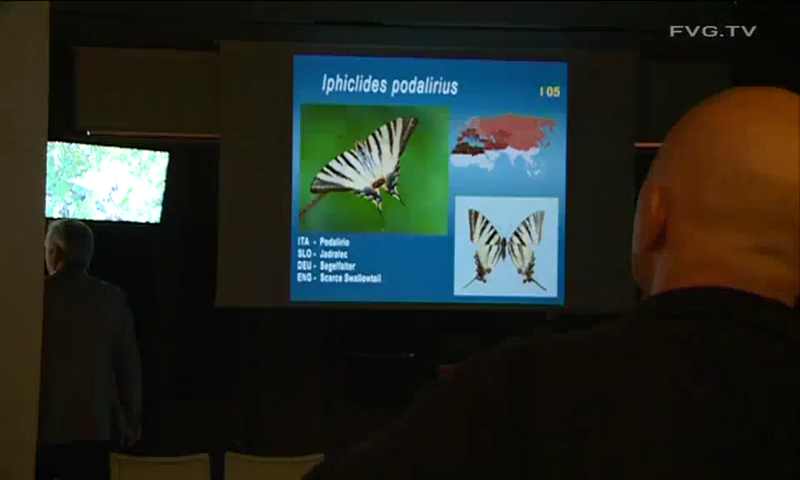 FVG.TV
Iphiclides podalirius
I 05
ITA - Podalirio
SLO - Jadralec
DEU - Segelfalter
ENG - Scarce Swallowtail